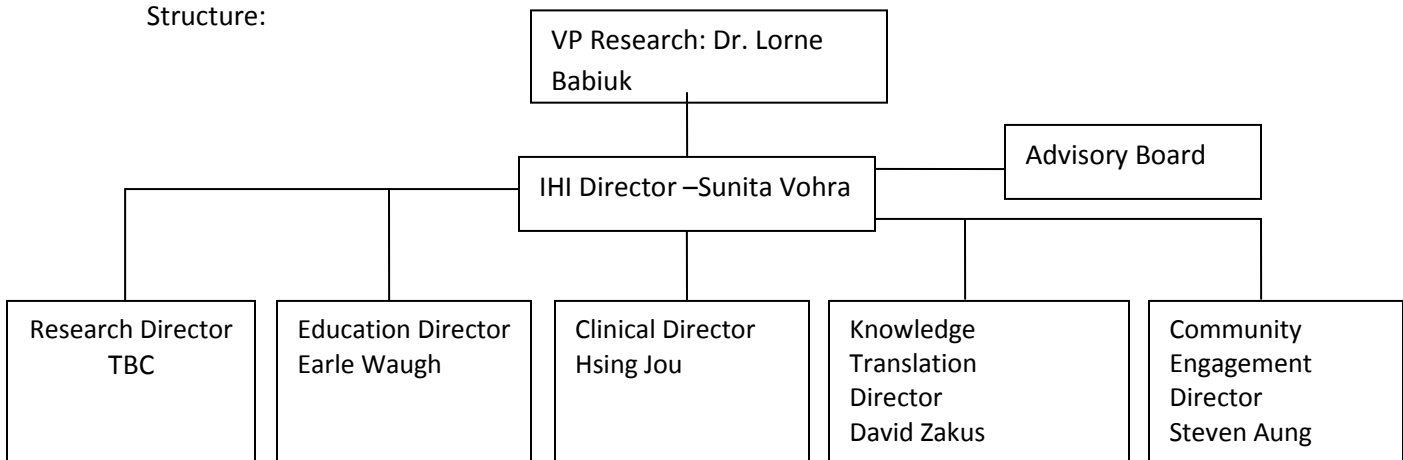 Structure:
VP Research: Dr. Lorne
Babiuk
Advisory Board
IHI Director –Sunita Vohra
Research Director
TBC
Education Director
Earle Waugh
Clinical Director
Hsing Jou
Knowledge
Translation
Director
David Zakus
Community
Engagement
Director
Steven Aung